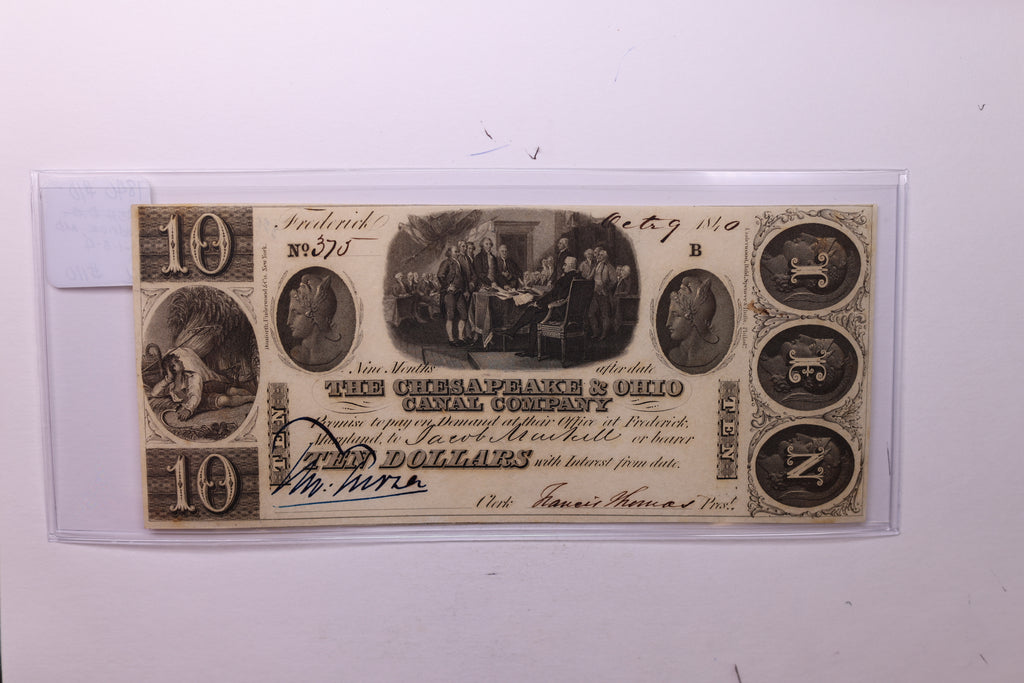 10
Frederick Oct 9 1840
No. 375
B
Nine Months after date
THE CHESAPEAKE & OHIO
CANAL COMPANY
Promise to pay on Demand at their Office at Frederick,
Maryland, to Jacob Markell or bearer
TEN DOLLARS with Interest from date.
Clerk Francis Thomas Prest.
TEN
TEN
10
T
E
N